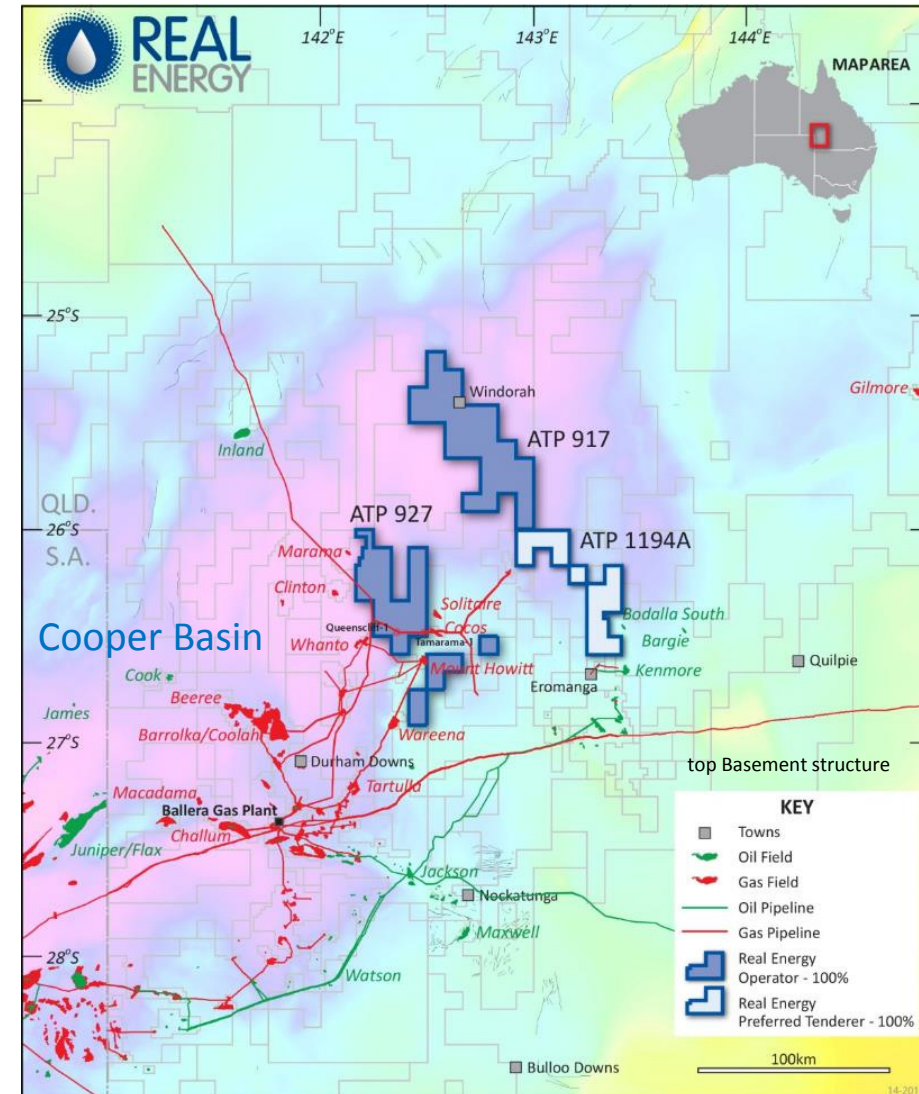 REAL
ENERGY
142°E
143°E
144°E
MAPAREA
25°S
Windorah
Gilmore
ATP 917
Inland
QLD.
26°S
S.A.
ATP 927
ATP 1194A
Marama
Clinton
Solitaire
Bodalla South
Queenscliff-1
Cocos
Cooper Basin
Whanto
Tamarama-1
Bargie
Mount Howitt
Kenmore
Quilpie
Cook
Eromanga
Beeree
James
Wareena
Barrolka/Coolah
27°S
Durham Downs
top Basement structure
Macadama
Tartulla
Ballera Gas Plant
Challum
Juniper/Flax
Jackson
Nockatunga
Maxwell
28°S
Watson
Bulloo Downs
KEY
Towns
Oil Field
Gas Field
Oil Pipeline
Gas Pipeline
Real Energy
Operator - 100%
Real Energy
Preferred Tenderer - 100%
100km